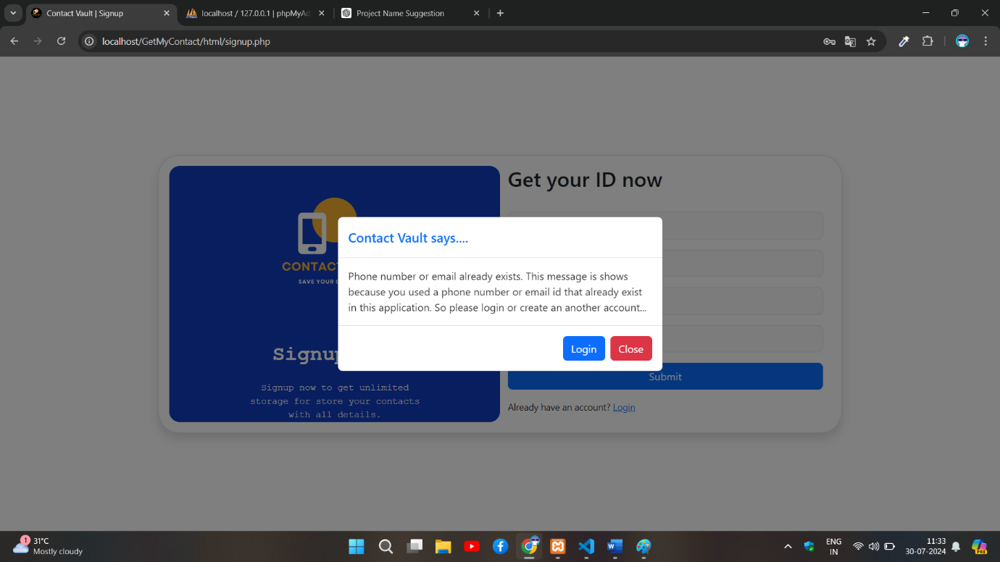 Contact Vault | Signup
localhost / 127.0.0.1 | phpMyAd
Project Name Suggestion
localhost/GetMyContact/html/signup.php
CONTAC
SAVE YOUR
Signup
Signup now to get unlimited
storage for store your contacts
with all details.
Get your ID now
Contact Vault says....
Phone number or email already exists. This message is shows
because you used a phone number or email id that already exist
in this application. So please login or create an another account...
Login
Close
Submit
Already have an account? Login
1
31°C
Mostly cloudy
ENG
IN
11:33
30-07-2024
PRE